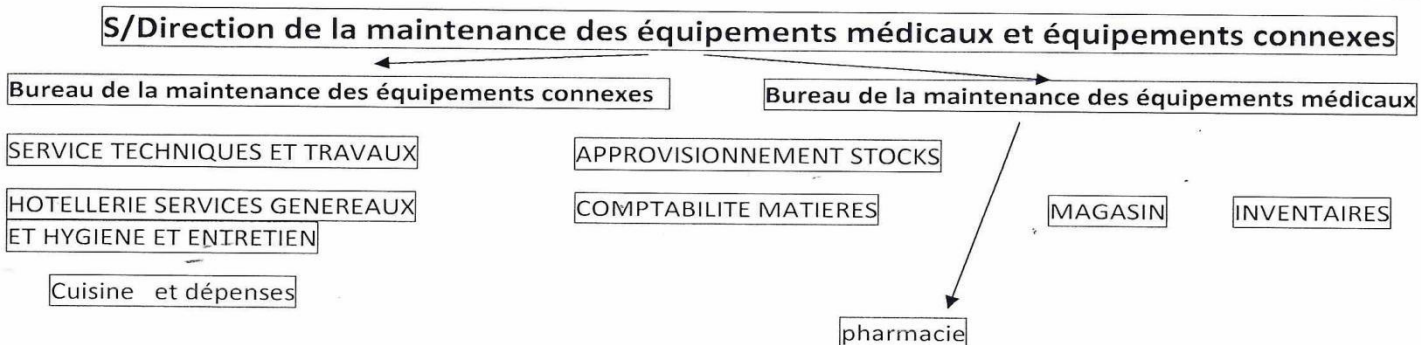 S/Direction de la maintenance des équipements médicaux et équipements connexes
Bureau de la maintenance des équipements connexes
Bureau de la maintenance des équipements médicaux
SERVICE TECHNIQUES ET TRAVAUX
APPROVISIONNEMENT STOCKS
HOTELLERIE SERVICES GENEREAUX
ET HYGIENE ET ENTRETIEN
COMPTABILITE MATIERES
MAGASIN
INVENTAIRES
Cuisine et dépenses
pharmacie